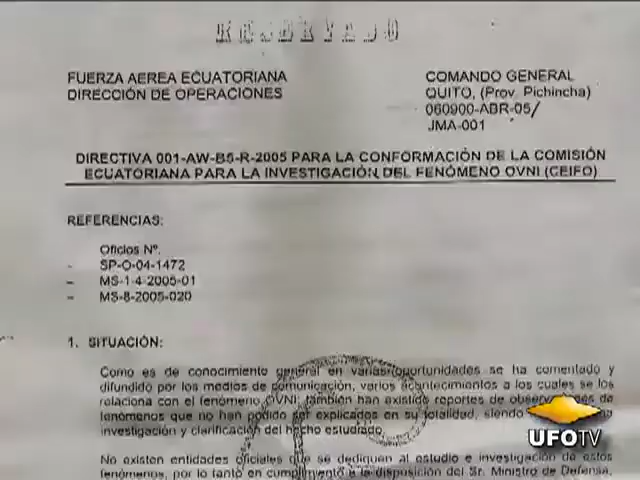 RESERVADO
FUERZA AEREA ECUATORIANA
DIRECCIÓN DE OPERACIONES
COMANDO GENERAL
QUITO, (Prov. Pichincha)
060900-ABR-05/
JMA-001
DIRECTIVA 001-AW-B5-R-2005 PARA LA CONFORMACIÓN DE LA COMISIÓN
ECUATORIANA PARA LA INVESTIGACIÓN DEL FENÓMENO OVNI (CEIFO)
REFERENCIAS:
Oficios Nº.
- SP-O-04-1472
- MS-1-4-2005-01
- MS-8-2005-020
1. SITUACIÓN:
Como es de conocimiento general en varias oportunidades se ha comentado y
difundido por los medios de comunicación, varios acontecimientos a los cuales se los
relaciona con el fenómeno OVNI; también han existido reportes de
fenómenos que no han podido ser explicados en su totalidad, siendo
investigación y clarificación del hecho estudiado.
No existen entidades oficiales que se dediquen al estudio e investigación de estos
fenómenos, por lo tanto en cumplimiento a la disposición del Sr. Ministro de Defensa,
UFOTV